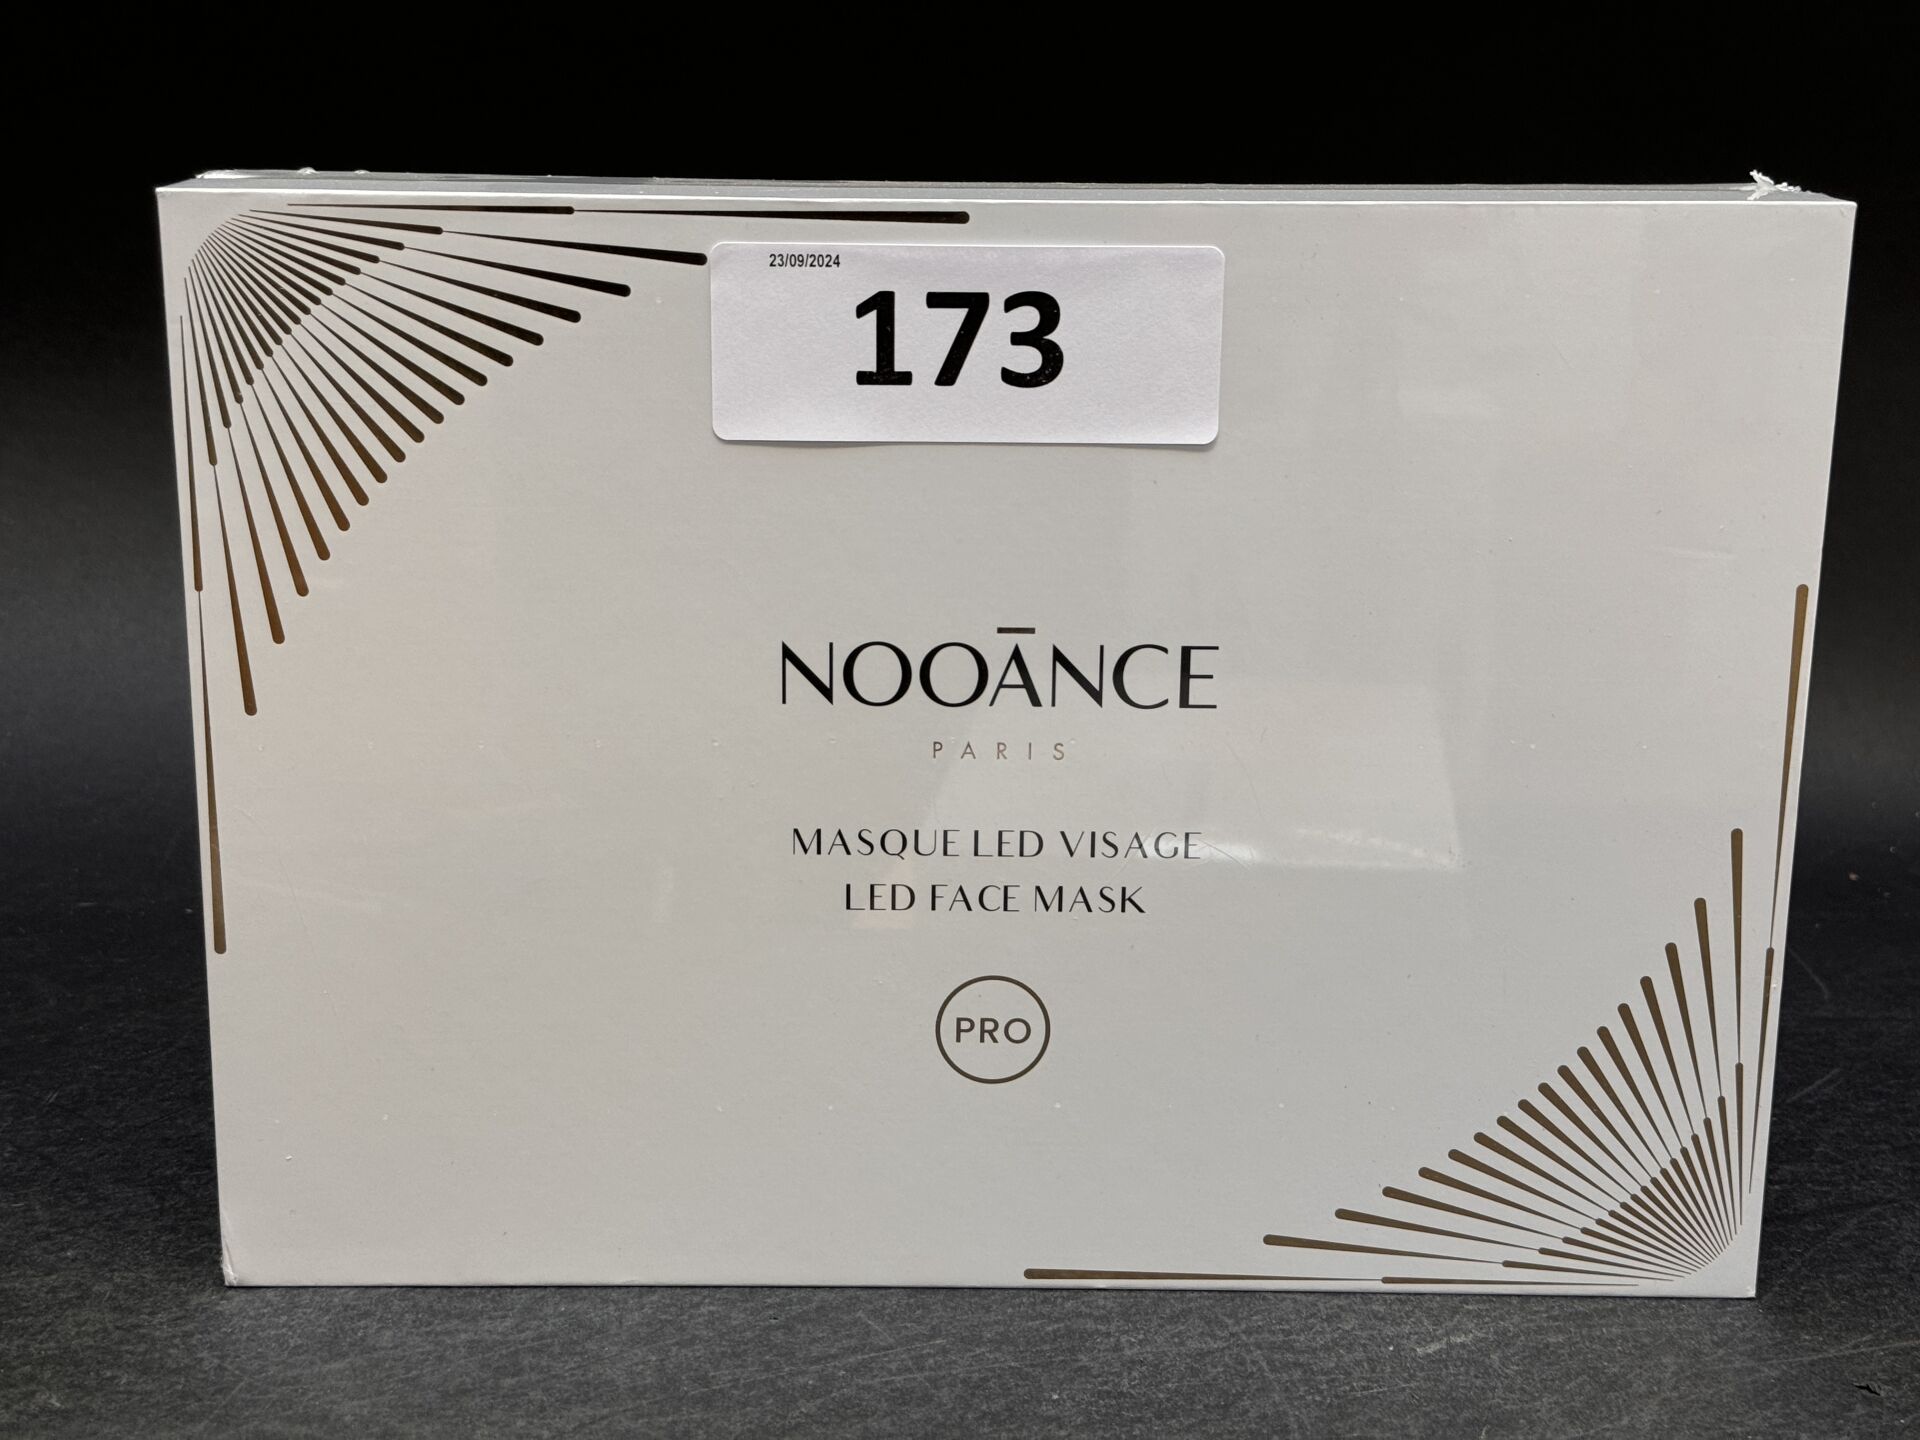 23/09/2024
173
NOOĀNCE
PARIS
MASQUE LED VISAGE
LED FACE MASK
PRO